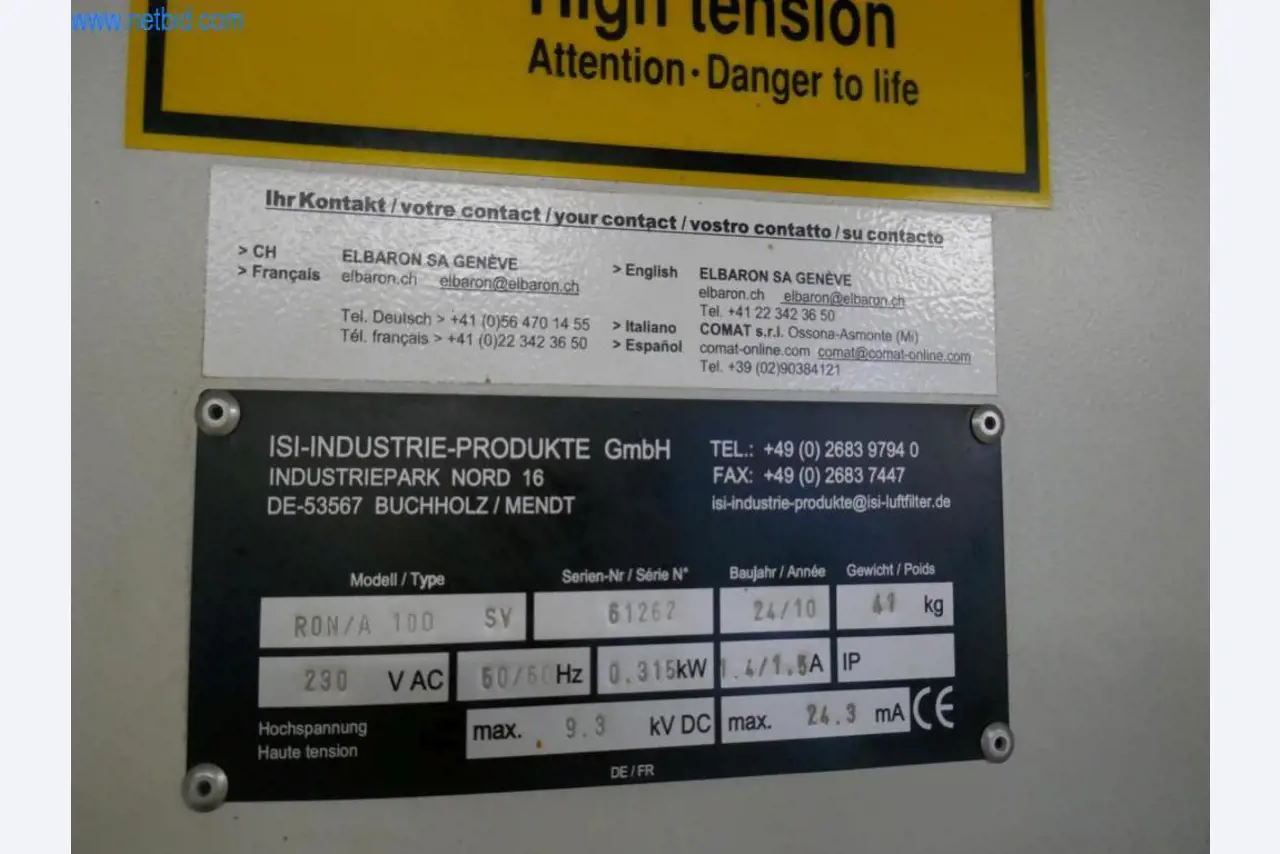 www.netbid.com
High tension
Attention · Danger to life
Ihr Kontakt / votre contact / your contact / vostro contatto / su contacto
> CH
> Français
ELBARON SA GENÈVE
elbaron.ch elbaron@elbaron.ch
Tel. Deutsch > +41 (0)56 470 14 55
Tél. français > +41 (0)22 342 36 50
> English ELBARON SA GENÈVE
elbaron.ch elbaron@elbaron.ch
Tel. +41 22 342 36 50
> Italiano COMAT s.r.l. Ossona-Asmonte (Mi)
> Español comat-online.com comat@comat-online.com
Tel. +39 (02)90384121
ISI-INDUSTRIE-PRODUKTE GmbH
INDUSTRIEPARK NORD 16
DE-53567 BUCHHOLZ / MENDT
TEL.: +49 (0) 2683 9794 0
FAX: +49 (0) 2683 7447
isi-industrie-produkte@isi-luftfilter.de
Modell / Type Serien-Nr / Série N° Baujahr / Année Gewicht / Poids
RON/A 100 SV 61262 24/10 41 kg
230 V AC 50/60 Hz 0.315 kW 1.4/1.5 A IP
Hochspannung
Haute tension
max. 9.3 kV DC max. 24.3 mA CE
DE / FR